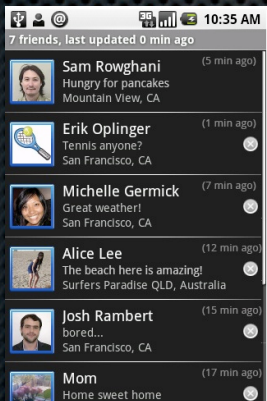 3G 10:35 AM
7 friends, last updated 0 min ago
Sam Rowghani (5 min ago)
Hungry for pancakes
Mountain View, CA
Erik Oplinger (1 min ago)
Tennis anyone?
San Francisco, CA
Michelle Germick (7 min ago)
Great weather!
San Francisco, CA
Alice Lee (12 min ago)
The beach here is amazing!
Surfers Paradise QLD, Australia
Josh Rambert (15 min ago)
bored...
San Francisco, CA
Mom (17 min ago)
Home sweet home